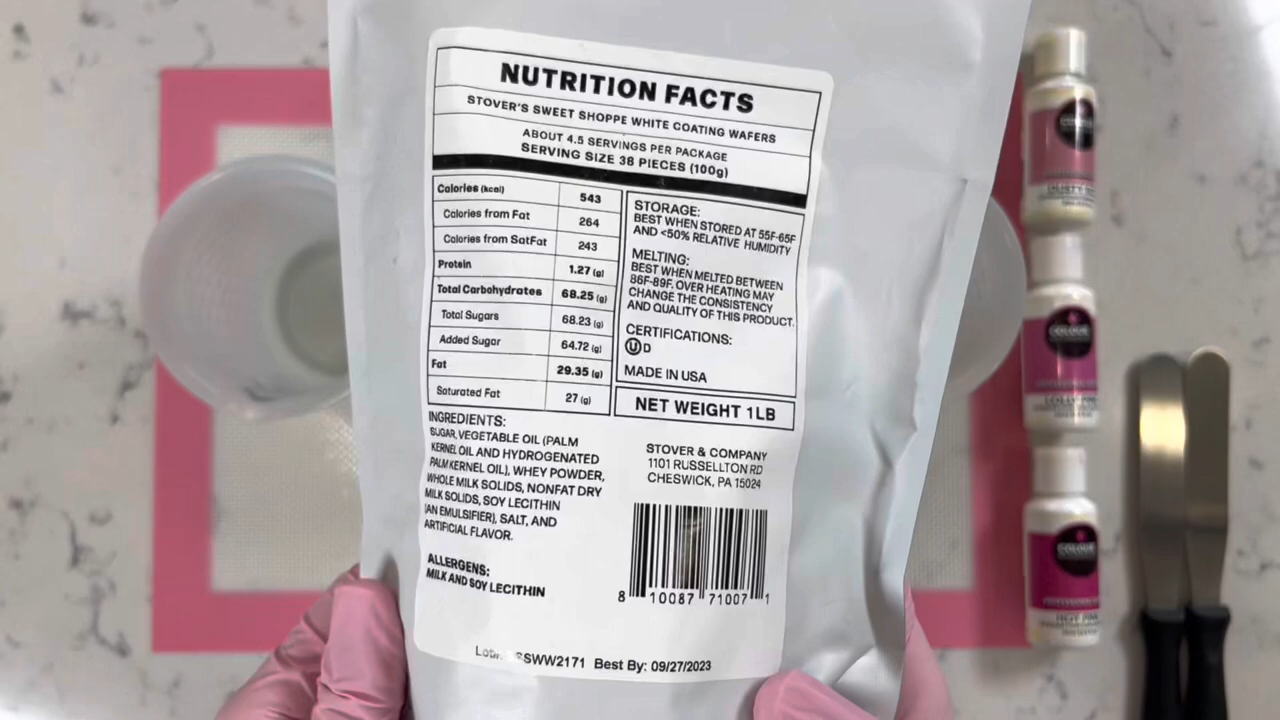 NUTRITION FACTS
STOVER'S SWEET SHOPPE WHITE COATING WAFERS
ABOUT 4.5 SERVINGS PER PACKAGE
SERVING SIZE 38 PIECES (100g)
Calories (kcal) 543
Calories from Fat 264
Calories from SatFat 243
Protein 1.27 (g)
Total Carbohydrates 68.25 (g)
Total Sugars 68.23 (g)
Added Sugar 64.72 (g)
Fat 29.35 (g)
Saturated Fat 27 (g)
STORAGE:
BEST WHEN STORED AT 55F-65F
AND <50% RELATIVE HUMIDITY
MELTING:
BEST WHEN MELTED BETWEEN
86F-89F. OVER HEATING MAY
CHANGE THE CONSISTENCY
AND QUALITY OF THIS PRODUCT.
CERTIFICATIONS:
U D
MADE IN USA
NET WEIGHT 1LB
INGREDIENTS:
SUGAR, VEGETABLE OIL (PALM
KERNEL OIL AND HYDROGENATED
PALM KERNEL OIL), WHEY POWDER,
WHOLE MILK SOLIDS, NONFAT DRY
MILK SOLIDS, SOY LECITHIN
(AN EMULSIFIER), SALT, AND
ARTIFICIAL FLAVOR.
ALLERGENS:
MILK AND SOY LECITHIN
STOVER & COMPANY
1101 RUSSELLTON RD
CHESWICK, PA 15024
8 10087 71007 1
SWW2171 Best By: 09/27/2023
COLOUR
COLOUR